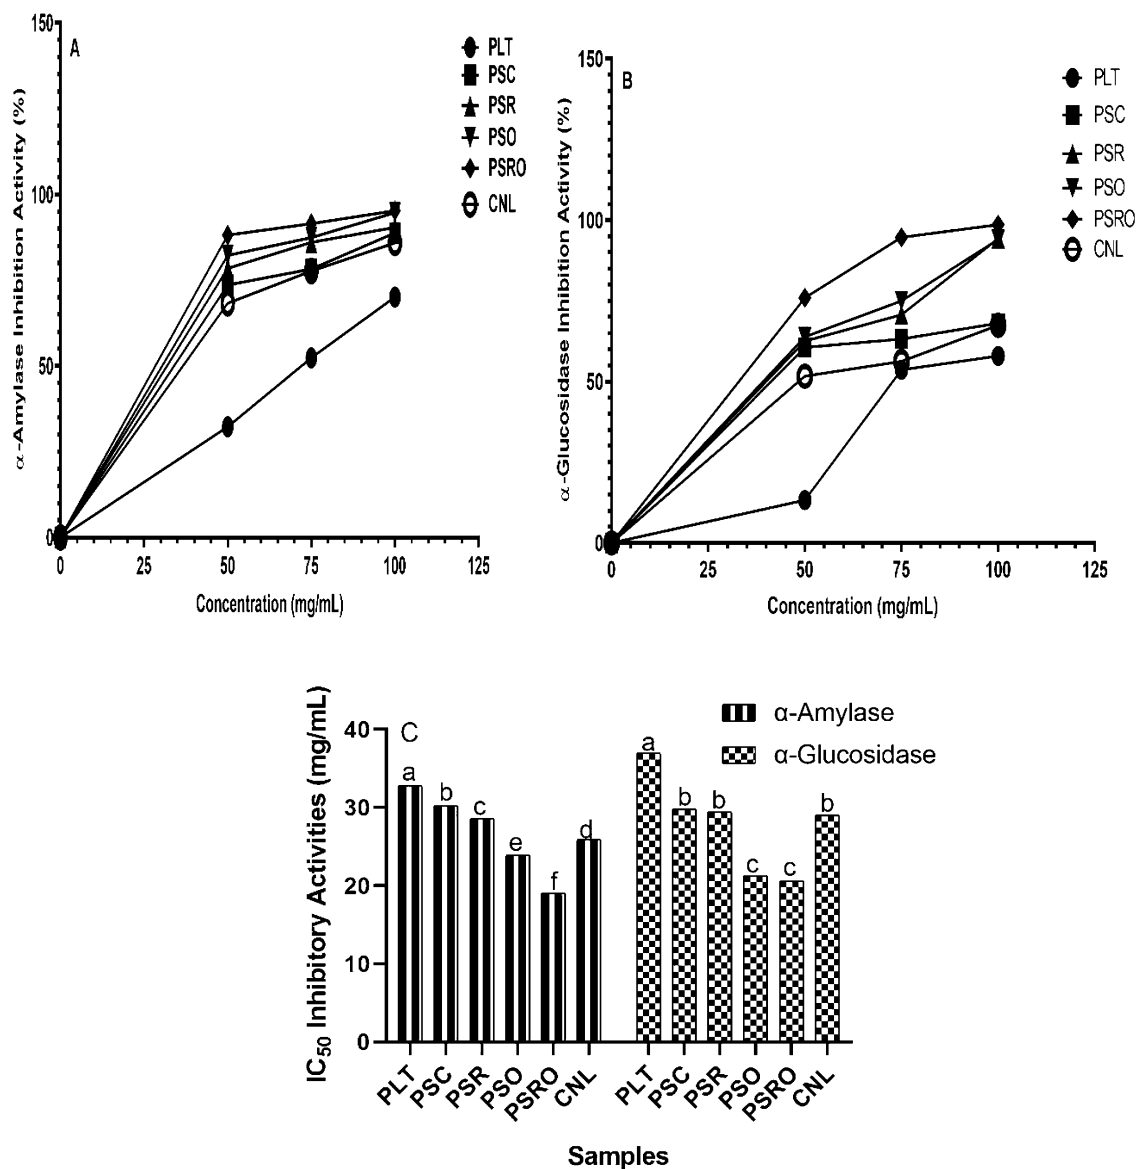 A
α-Amylase Inhibition Activity (%)
150
100
50
0
0 25 50 75 100 125
Concentration (mg/mL)
PLT
PSC
PSR
PSO
PSRO
CNL
B
α-Glucosidase Inhibition Activity (%)
150
100
50
0
0 25 50 75 100 125
Concentration (mg/mL)
PLT
PSC
PSR
PSO
PSRO
CNL
C
IC50 Inhibitory Activities (mg/mL)
40
30
20
10
0
α-Amylase
α-Glucosidase
a b c e f d a b b c c b
PLT PSC PSR PSO PSRO CNL PLT PSC PSR PSO PSRO CNL
Samples